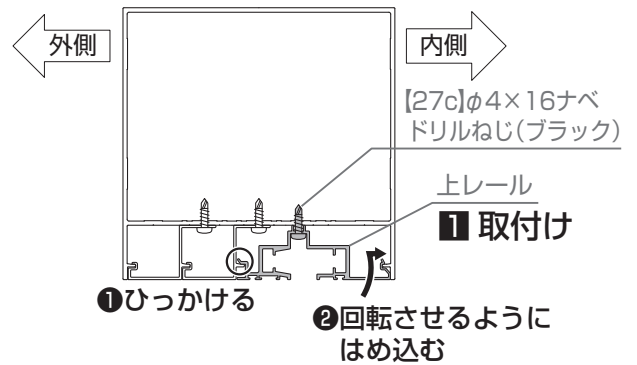 外側
内側
【27c】φ4×16ナベ
ドリルねじ(ブラック)
上レール
1 取付け
❶ひっかける
❷回転させるように
はめ込む